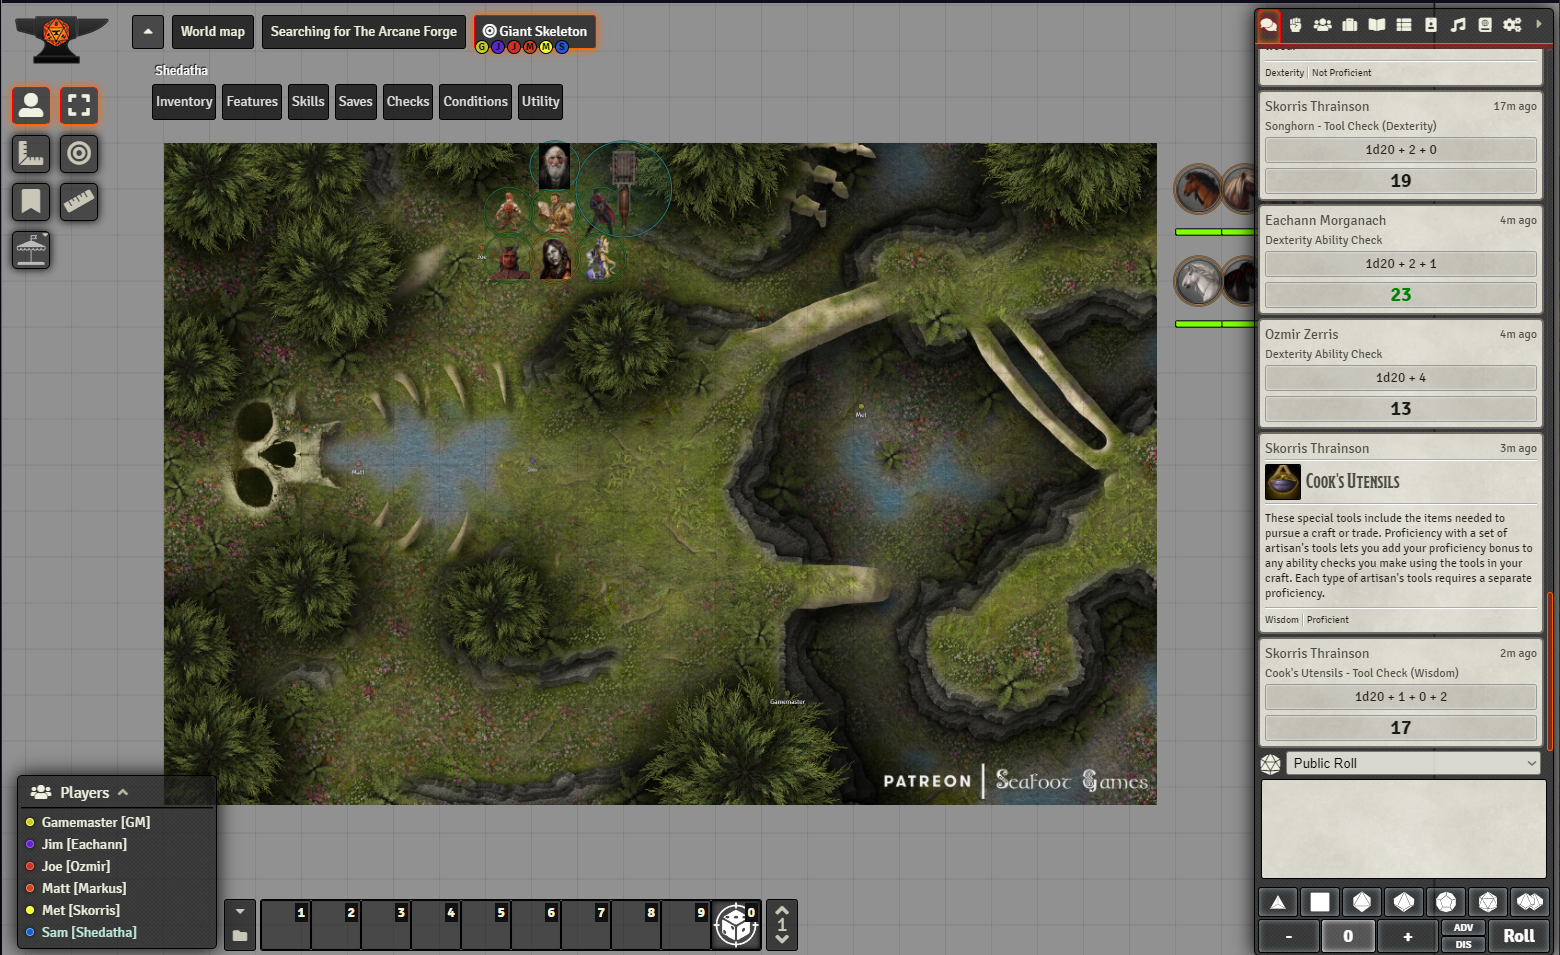 World map
Searching for The Arcane Forge
Giant Skeleton
G J J M M S
Shedatha
Inventory
Features
Skills
Saves
Checks
Conditions
Utility
Joe
Met
Matt
Jim
Gamemaster
PATREON | Seafoot Games
Players
Gamemaster [GM]
Jim [Eachann]
Joe [Ozmir]
Matt [Markus]
Met [Skorris]
Sam [Shedatha]
1 2 3 4 5 6 7 8 9 0
1
Dexterity | Not Proficient
Skorris Thrainson 17m ago
Songhorn - Tool Check (Dexterity)
1d20 + 2 + 0
19
Eachann Morganach 4m ago
Dexterity Ability Check
1d20 + 2 + 1
23
Ozmir Zerris 4m ago
Dexterity Ability Check
1d20 + 4
13
Skorris Thrainson 3m ago
Cook's Utensils
These special tools include the items needed to
pursue a craft or trade. Proficiency with a set of
artisan's tools lets you add your proficiency bonus to
any ability checks you make using the tools in your
craft. Each type of artisan's tools requires a separate
proficiency.
Wisdom | Proficient
Skorris Thrainson 2m ago
Cook's Utensils - Tool Check (Wisdom)
1d20 + 1 + 0 + 2
17
Public Roll
- 0 + ADV Roll
DIS